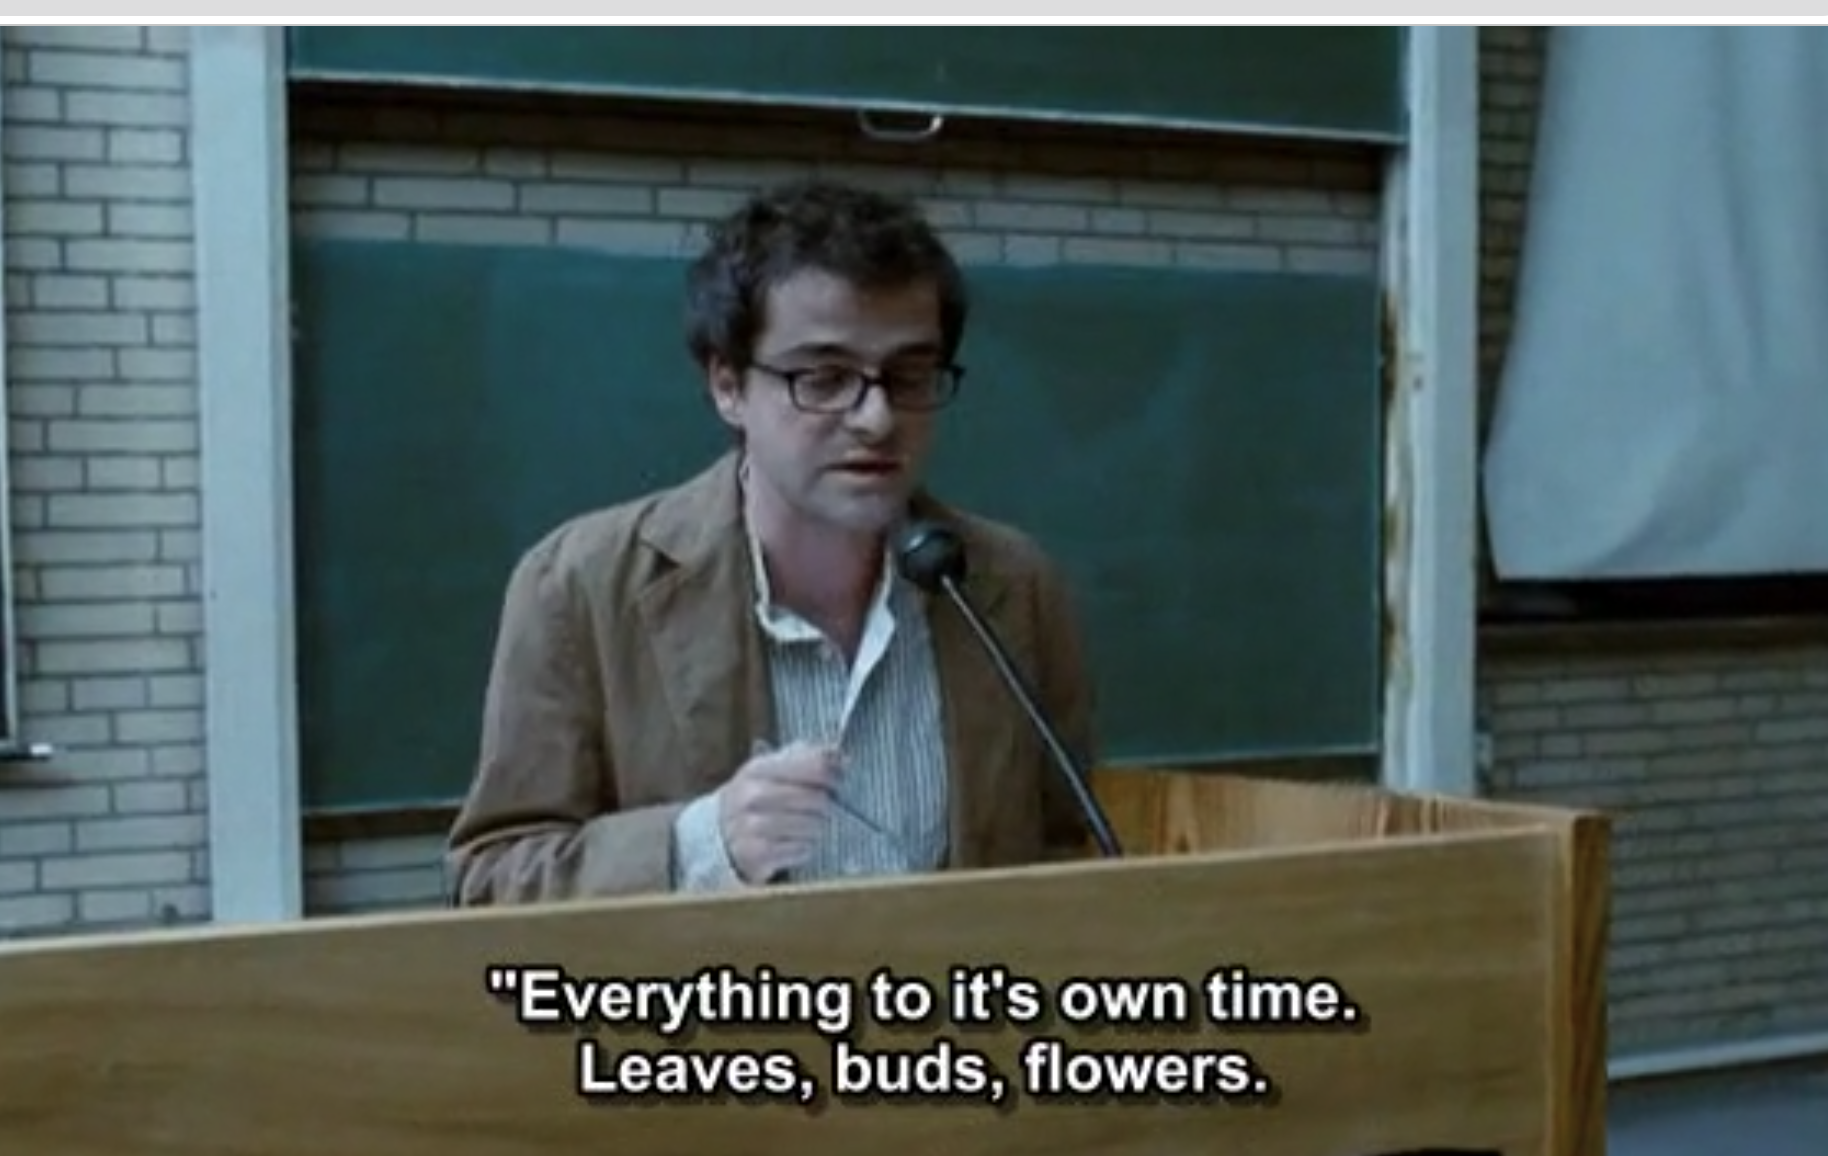 "Everything to it's own time.
Leaves, buds, flowers.